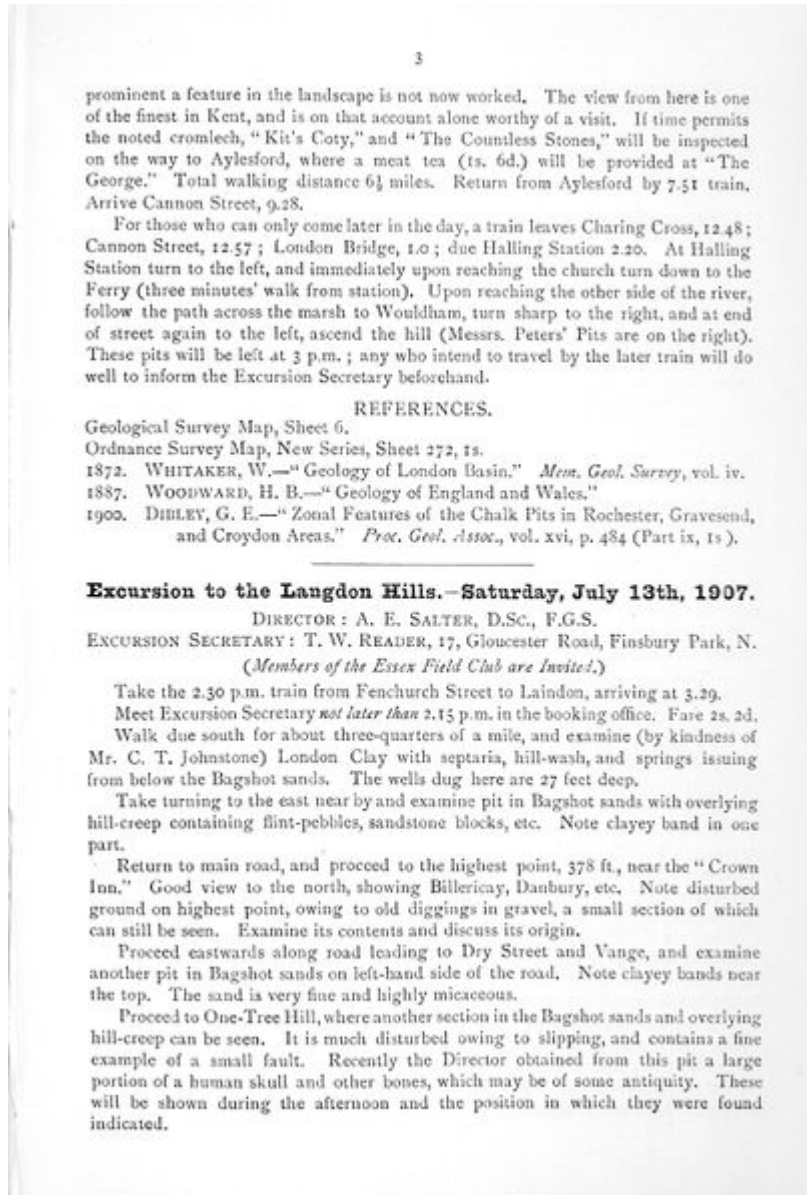 3
prominent a feature in the landscape is not now worked. The view from here is one
of the finest in Kent, and is on that account alone worthy of a visit. If time permits
the noted cromlech, "Kit's Coty," and "The Countless Stones," will be inspected
on the way to Aylesford, where a meat tea (1s. 6d.) will be provided at "The
George." Total walking distance 6½ miles. Return from Aylesford by 7.51 train.
Arrive Cannon Street, 9.28.
For those who can only come later in the day, a train leaves Charing Cross, 12.48;
Cannon Street, 12.57; London Bridge, 1.0; due Halling Station 2.20. At Halling
Station turn to the left, and immediately upon reaching the church turn down to the
Ferry (three minutes' walk from station). Upon reaching the other side of the river,
follow the path across the marsh to Wouldham, turn sharp to the right, and at end
of street again to the left, ascend the hill (Messrs. Peters' Pits are on the right).
These pits will be left at 3 p.m.; any who intend to travel by the later train will do
well to inform the Excursion Secretary beforehand.
REFERENCES.
Geological Survey Map, Sheet 6.
Ordnance Survey Map, New Series, Sheet 272, 1s.
1872. WHITAKER, W.—"Geology of London Basin." Mem. Geol. Survey, vol. iv.
1887. WOODWARD, H. B.—"Geology of England and Wales."
1900. DIBLEY, G. E.—"Zonal Features of the Chalk Pits in Rochester, Gravesend,
and Croydon Areas." Proc. Geol. Assoc., vol. xvi, p. 484 (Part ix, 1s).
Excursion to the Langdon Hills.—Saturday, July 13th, 1907.
DIRECTOR: A. E. SALTER, D.SC., F.G.S.
EXCURSION SECRETARY: T. W. READER, 17, Gloucester Road, Finsbury Park, N.
(Members of the Essex Field Club are Invited.)
Take the 2.30 p.m. train from Fenchurch Street to Laindon, arriving at 3.29.
Meet Excursion Secretary not later than 2.15 p.m. in the booking office. Fare 2s. 2d.
Walk due south for about three-quarters of a mile, and examine (by kindness of
Mr. C. T. Johnstone) London Clay with septaria, hill-wash, and springs issuing
from below the Bagshot sands. The wells dug here are 27 feet deep.
Take turning to the east near by and examine pit in Bagshot sands with overlying
hill-creep containing flint-pebbles, sandstone blocks, etc. Note clayey band in one
part.
Return to main road, and proceed to the highest point, 378 ft., near the "Crown
Inn." Good view to the north, showing Billericay, Danbury, etc. Note disturbed
ground on highest point, owing to old diggings in gravel, a small section of which
can still be seen. Examine its contents and discuss its origin.
Proceed eastwards along road leading to Dry Street and Vange, and examine
another pit in Bagshot sands on left-hand side of the road. Note clayey bands near
the top. The sand is very fine and highly micaceous.
Proceed to One-Tree Hill, where another section in the Bagshot sands and overlying
hill-creep can be seen. It is much disturbed owing to slipping, and contains a fine
example of a small fault. Recently the Director obtained from this pit a large
portion of a human skull and other bones, which may be of some antiquity. These
will be shown during the afternoon and the position in which they were found
indicated.